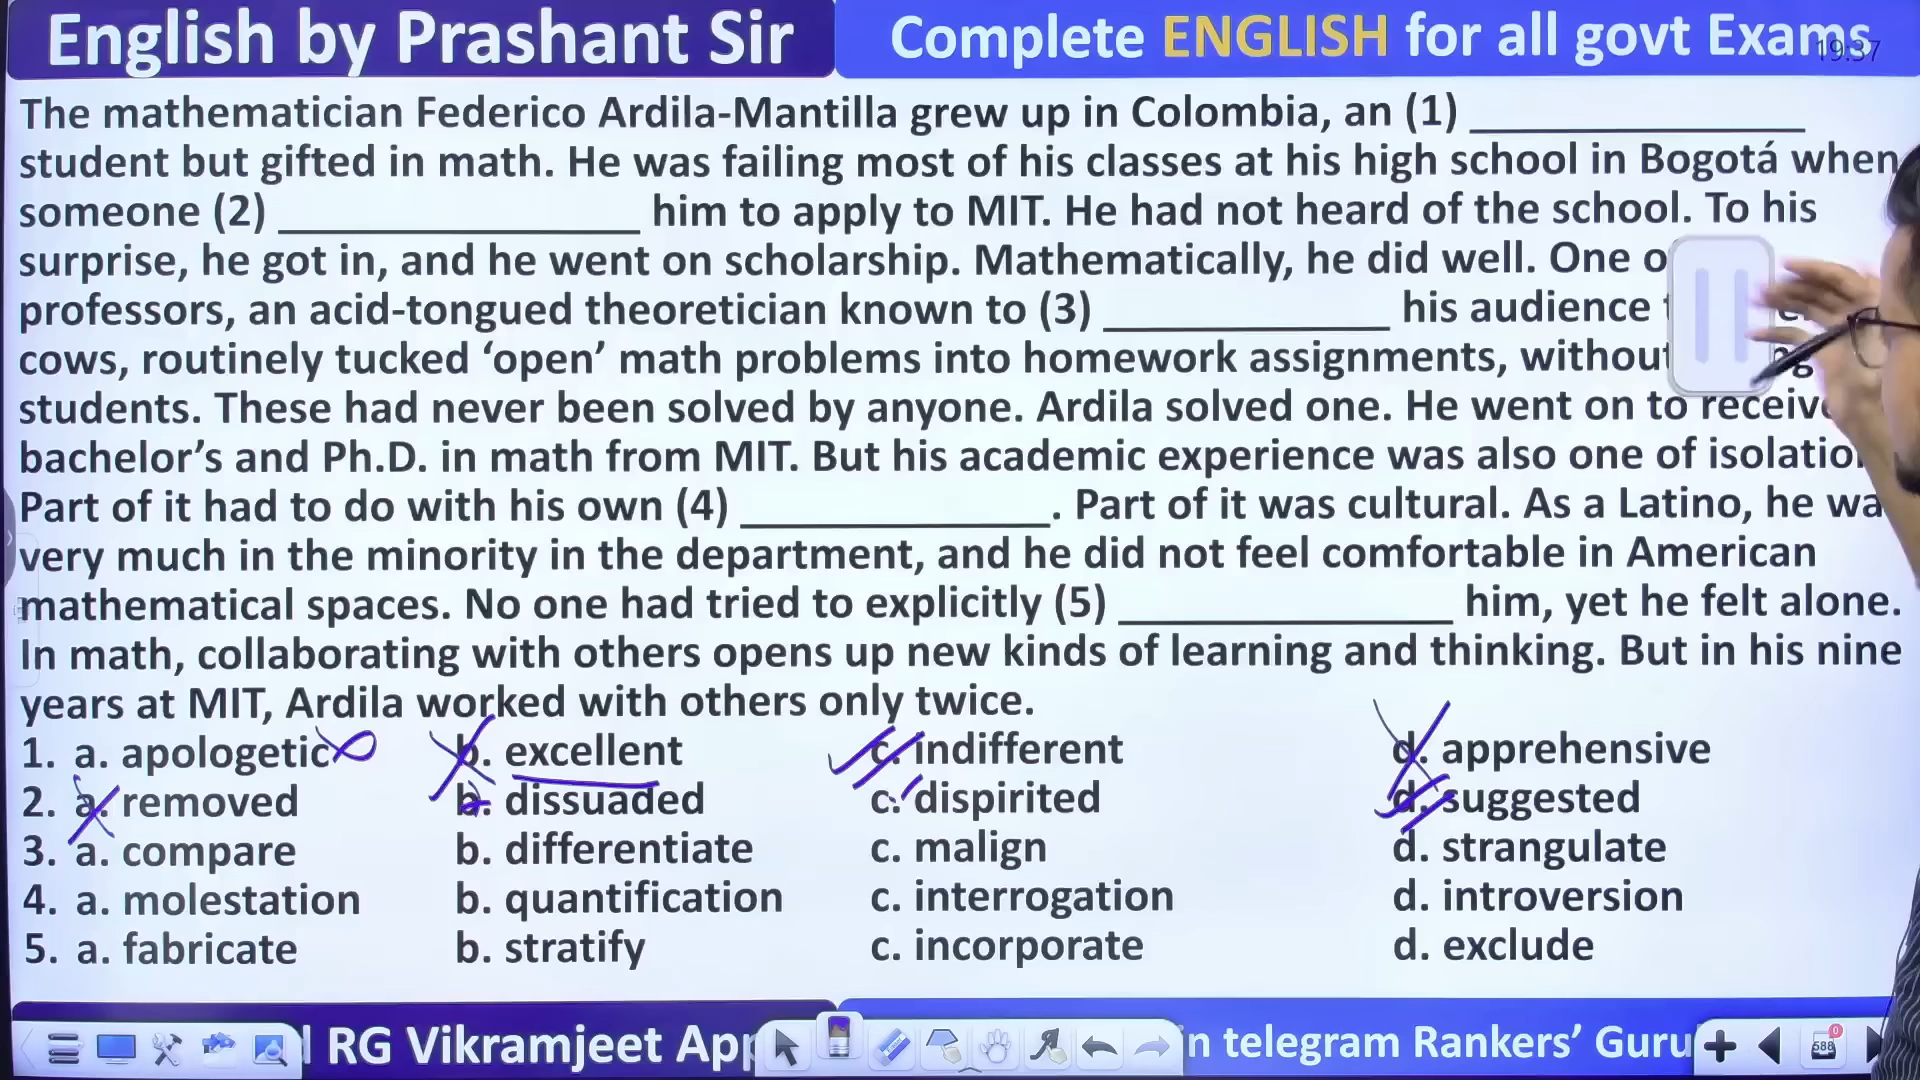 English by Prashant Sir
Complete ENGLISH for all govt Exams
19:37
The mathematician Federico Ardila-Mantilla grew up in Colombia, an (1) ______________
student but gifted in math. He was failing most of his classes at his high school in Bogotá when
someone (2) ________________ him to apply to MIT. He had not heard of the school. To his
surprise, he got in, and he went on scholarship. Mathematically, he did well. One
professors, an acid-tongued theoretician known to (3) ____________ his audience
cows, routinely tucked ‘open’ math problems into homework assignments, without
students. These had never been solved by anyone. Ardila solved one. He went on to receive
bachelor’s and Ph.D. in math from MIT. But his academic experience was also one of isolation
Part of it had to do with his own (4) _____________. Part of it was cultural. As a Latino, he wa
very much in the minority in the department, and he did not feel comfortable in American
mathematical spaces. No one had tried to explicitly (5) ______________ him, yet he felt alone.
In math, collaborating with others opens up new kinds of learning and thinking. But in his nine
years at MIT, Ardila worked with others only twice.
1. a. apologetic b. excellent c. indifferent d. apprehensive
2. a. removed b. dissuaded c. dispirited d. suggested
3. a. compare b. differentiate c. malign d. strangulate
4. a. molestation b. quantification c. interrogation d. introversion
5. a. fabricate b. stratify c. incorporate d. exclude
RG Vikramjeet App
in telegram Rankers’ Guru
588
0